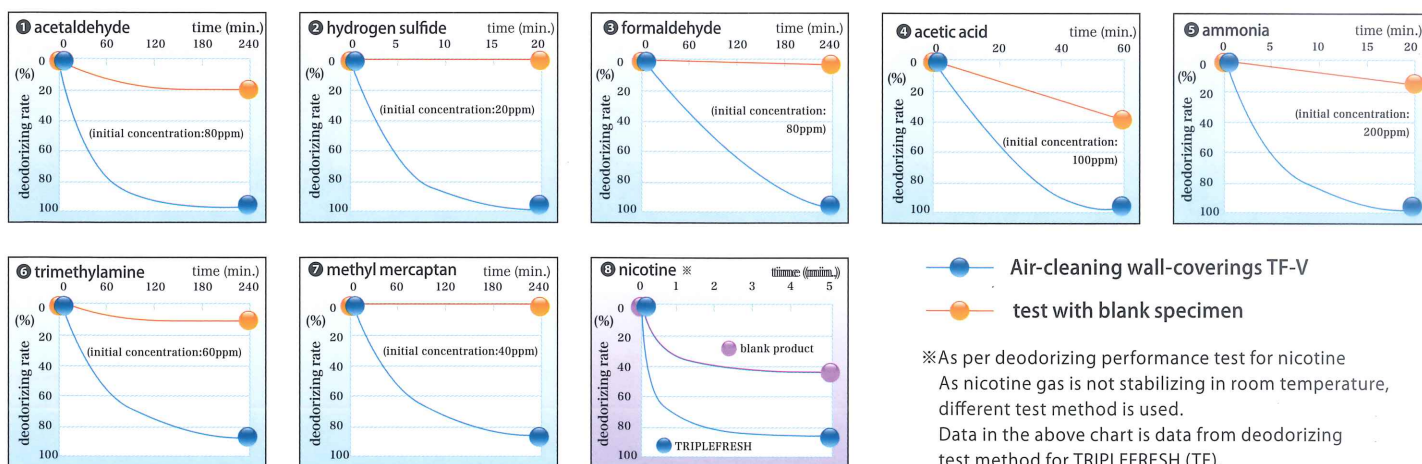 ❶ acetaldehyde time (min.)
0 60 120 180 240
0
(%)
20
40
60
80
100
deodorizing rate
(initial concentration:80ppm)
❷ hydrogen sulfide time (min.)
0 5 10 15 20
0
(%)
20
40
60
80
100
deodorizing rate
(initial concentration:20ppm)
❸ formaldehyde time (min.)
0 60 120 180 240
0
(%)
20
40
60
80
100
deodorizing rate
(initial concentration:
80ppm)
❹ acetic acid time (min.)
0 20 40 60
0
(%)
20
40
60
80
100
deodorizing rate
(initial concentration:
100ppm)
❺ ammonia time (min.)
0 5 10 15 20
0
(%)
20
40
60
80
100
deodorizing rate
(initial concentration:
200ppm)
❻ trimethylamine time (min.)
0 60 120 180 240
0
(%)
20
40
60
80
100
deodorizing rate
(initial concentration:60ppm)
❼ methyl mercaptan time (min.)
0 60 120 180 240
0
(%)
20
40
60
80
100
deodorizing rate
(initial concentration:40ppm)
❽ nicotine ※ time (min.)
0 1 2 3 4 5
0
(%)
20
40
60
80
100
deodorizing rate
blank product
TRIPLEFRESH
Air-cleaning wall-coverings TF-V
test with blank specimen
※As per deodorizing performance test for nicotine
As nicotine gas is not stabilizing in room temperature,
different test method is used.
Data in the above chart is data from deodorizing
test method for TRIPLEFRESH (TF)